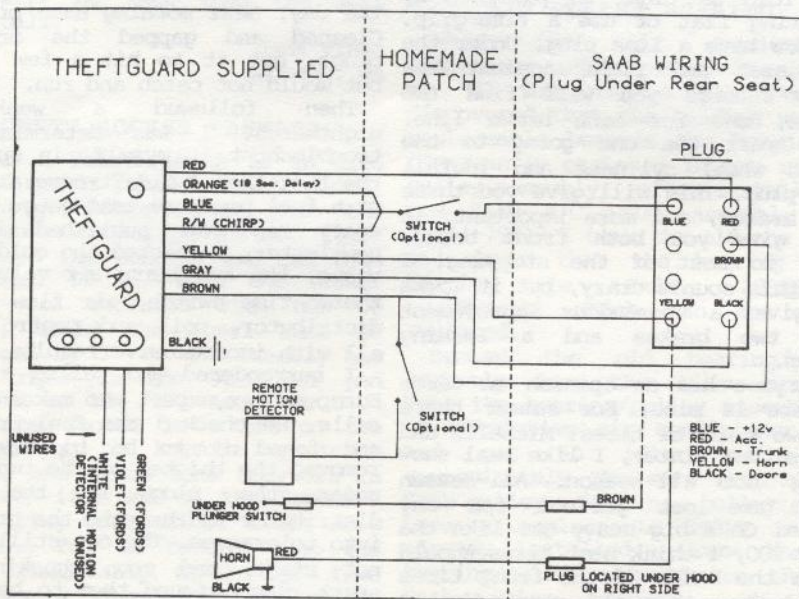 THEFTGUARD SUPPLIED
HOMEMADE
PATCH
SAAB WIRING
(Plug Under Rear Seat)
PLUG
THEFTGUARD
RED
ORANGE (10 Sec. Delay)
BLUE
R/W (CHIRP)
YELLOW
GRAY
BROWN
BLACK
SWITCH
(Optional)
SWITCH
(Optional)
BLUE
RED
BROWN
YELLOW
BLACK
BLUE - +12v
RED - Acc.
BROWN - Trunk
YELLOW - Horn
BLACK - Doors
REMOTE
MOTION
DETECTOR
UNUSED
WIRES
GREEN (FORDS)
VIOLET (FORDS)
WHITE
(INTERNAL MOTION
DETECTOR - UNUSED)
UNDER HOOD
PLUNGER SWITCH
HORN
RED
BLACK
BROWN
PLUG LOCATED UNDER HOOD
ON RIGHT SIDE